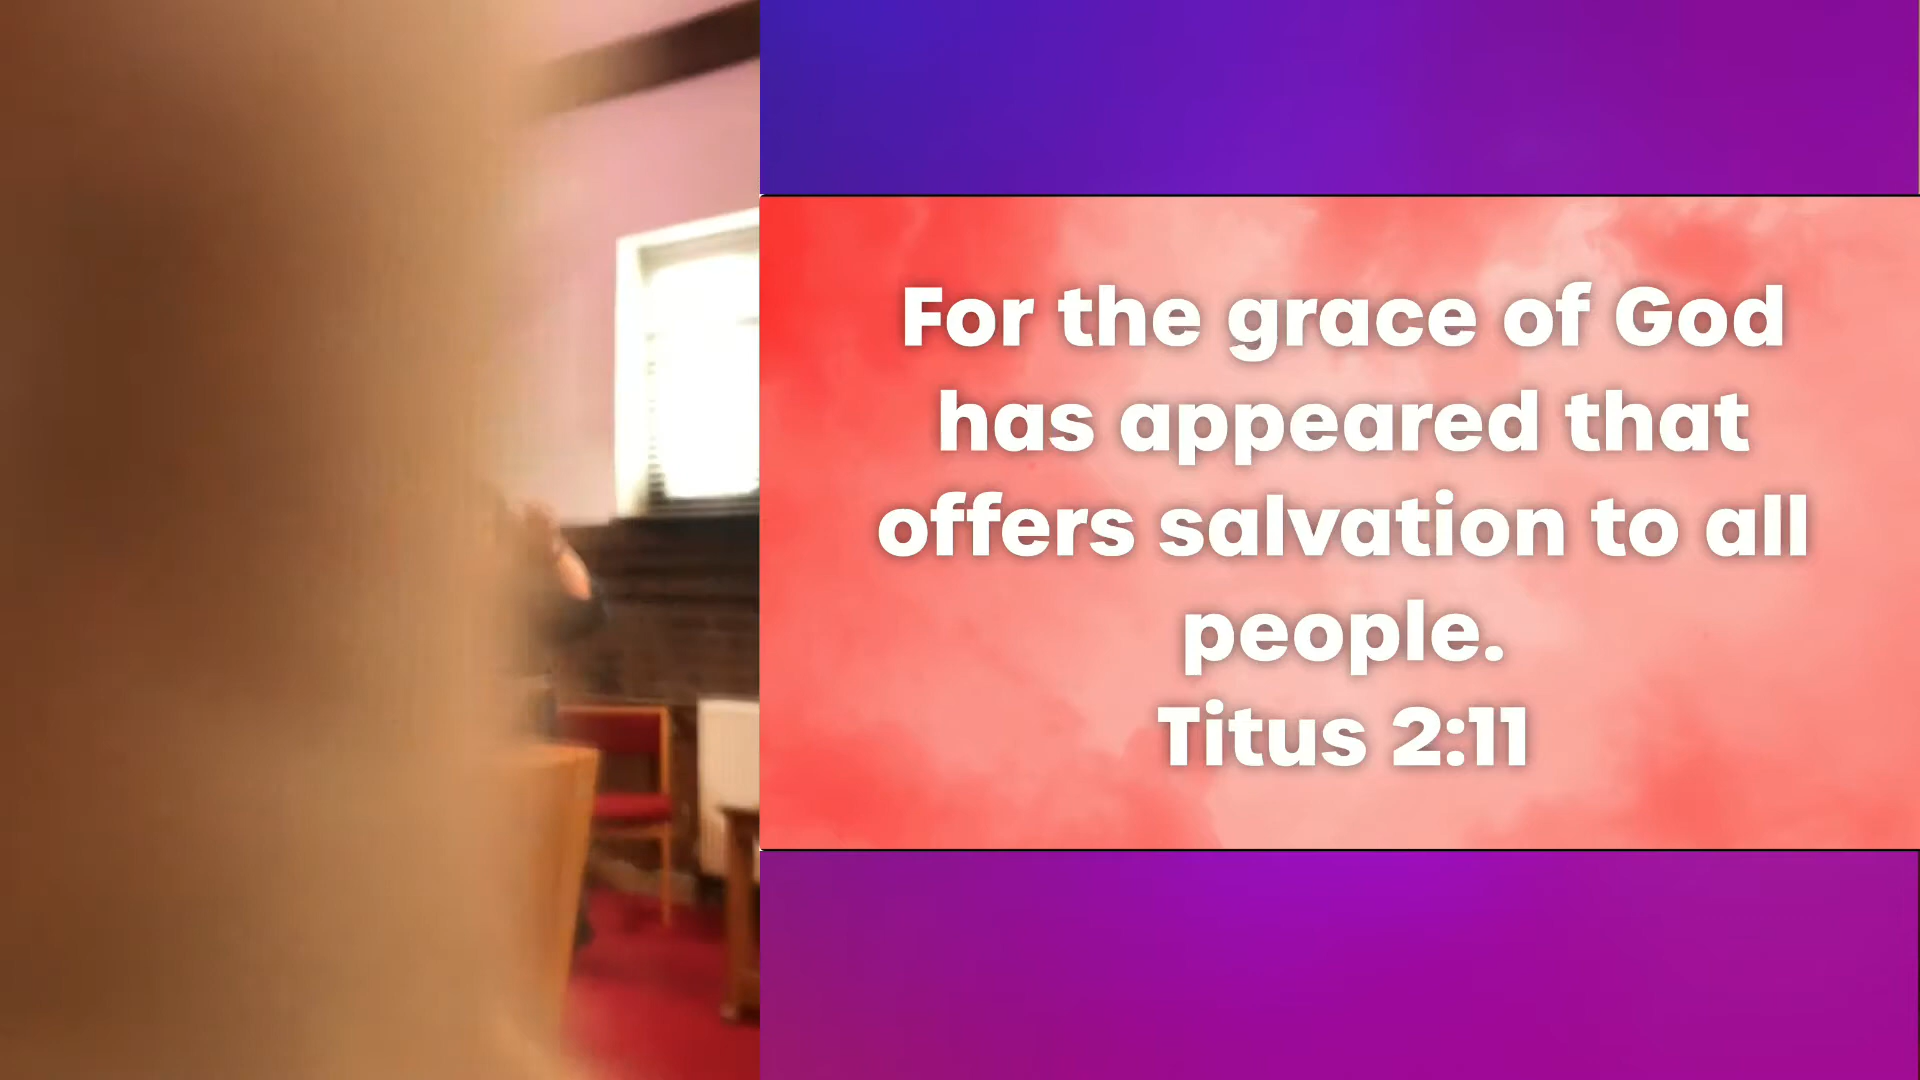 For the grace of God
has appeared that
offers salvation to all
people.
Titus 2:11